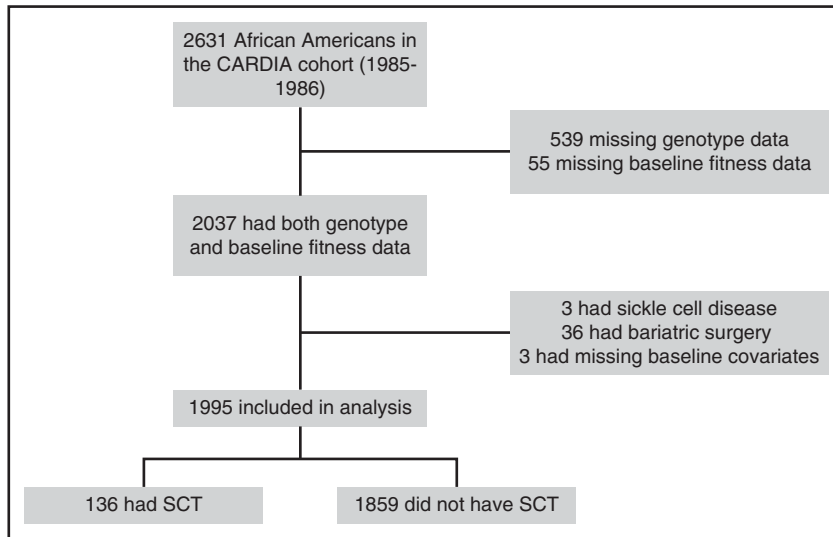 2631 African Americans in
the CARDIA cohort (1985-
1986)
539 missing genotype data
55 missing baseline fitness data
2037 had both genotype
and baseline fitness data
3 had sickle cell disease
36 had bariatric surgery
3 had missing baseline covariates
1995 included in analysis
136 had SCT
1859 did not have SCT